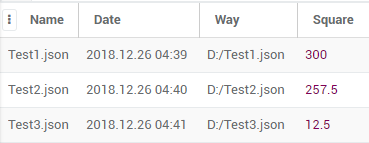 Name Date Way Square
Test1.json 2018.12.26 04:39 D:/Test1.json 300
Test2.json 2018.12.26 04:40 D:/Test2.json 257.5
Test3.json 2018.12.26 04:41 D:/Test3.json 12.5